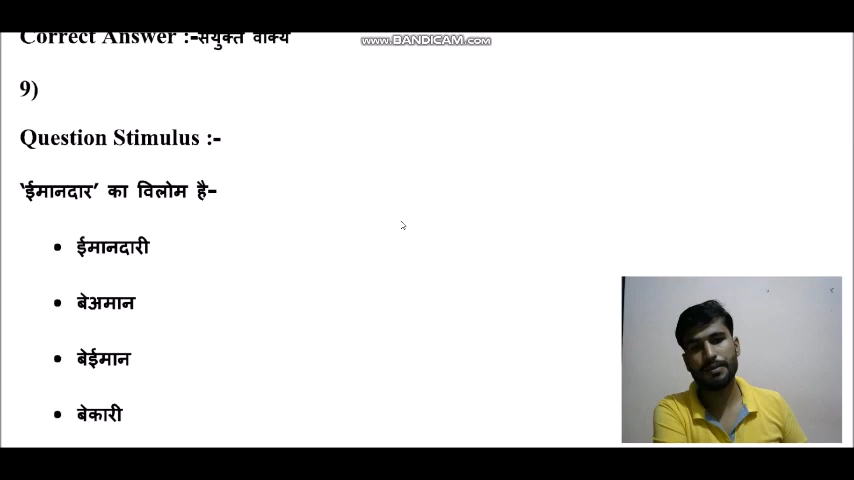 Correct Answer :-संयुक्त वाक्य
www.BANDICAM.com
9)
Question Stimulus :-
‘ईमानदार’ का विलोम है-
• ईमानदारी
• बेअमान
• बेईमान
• बेकारी